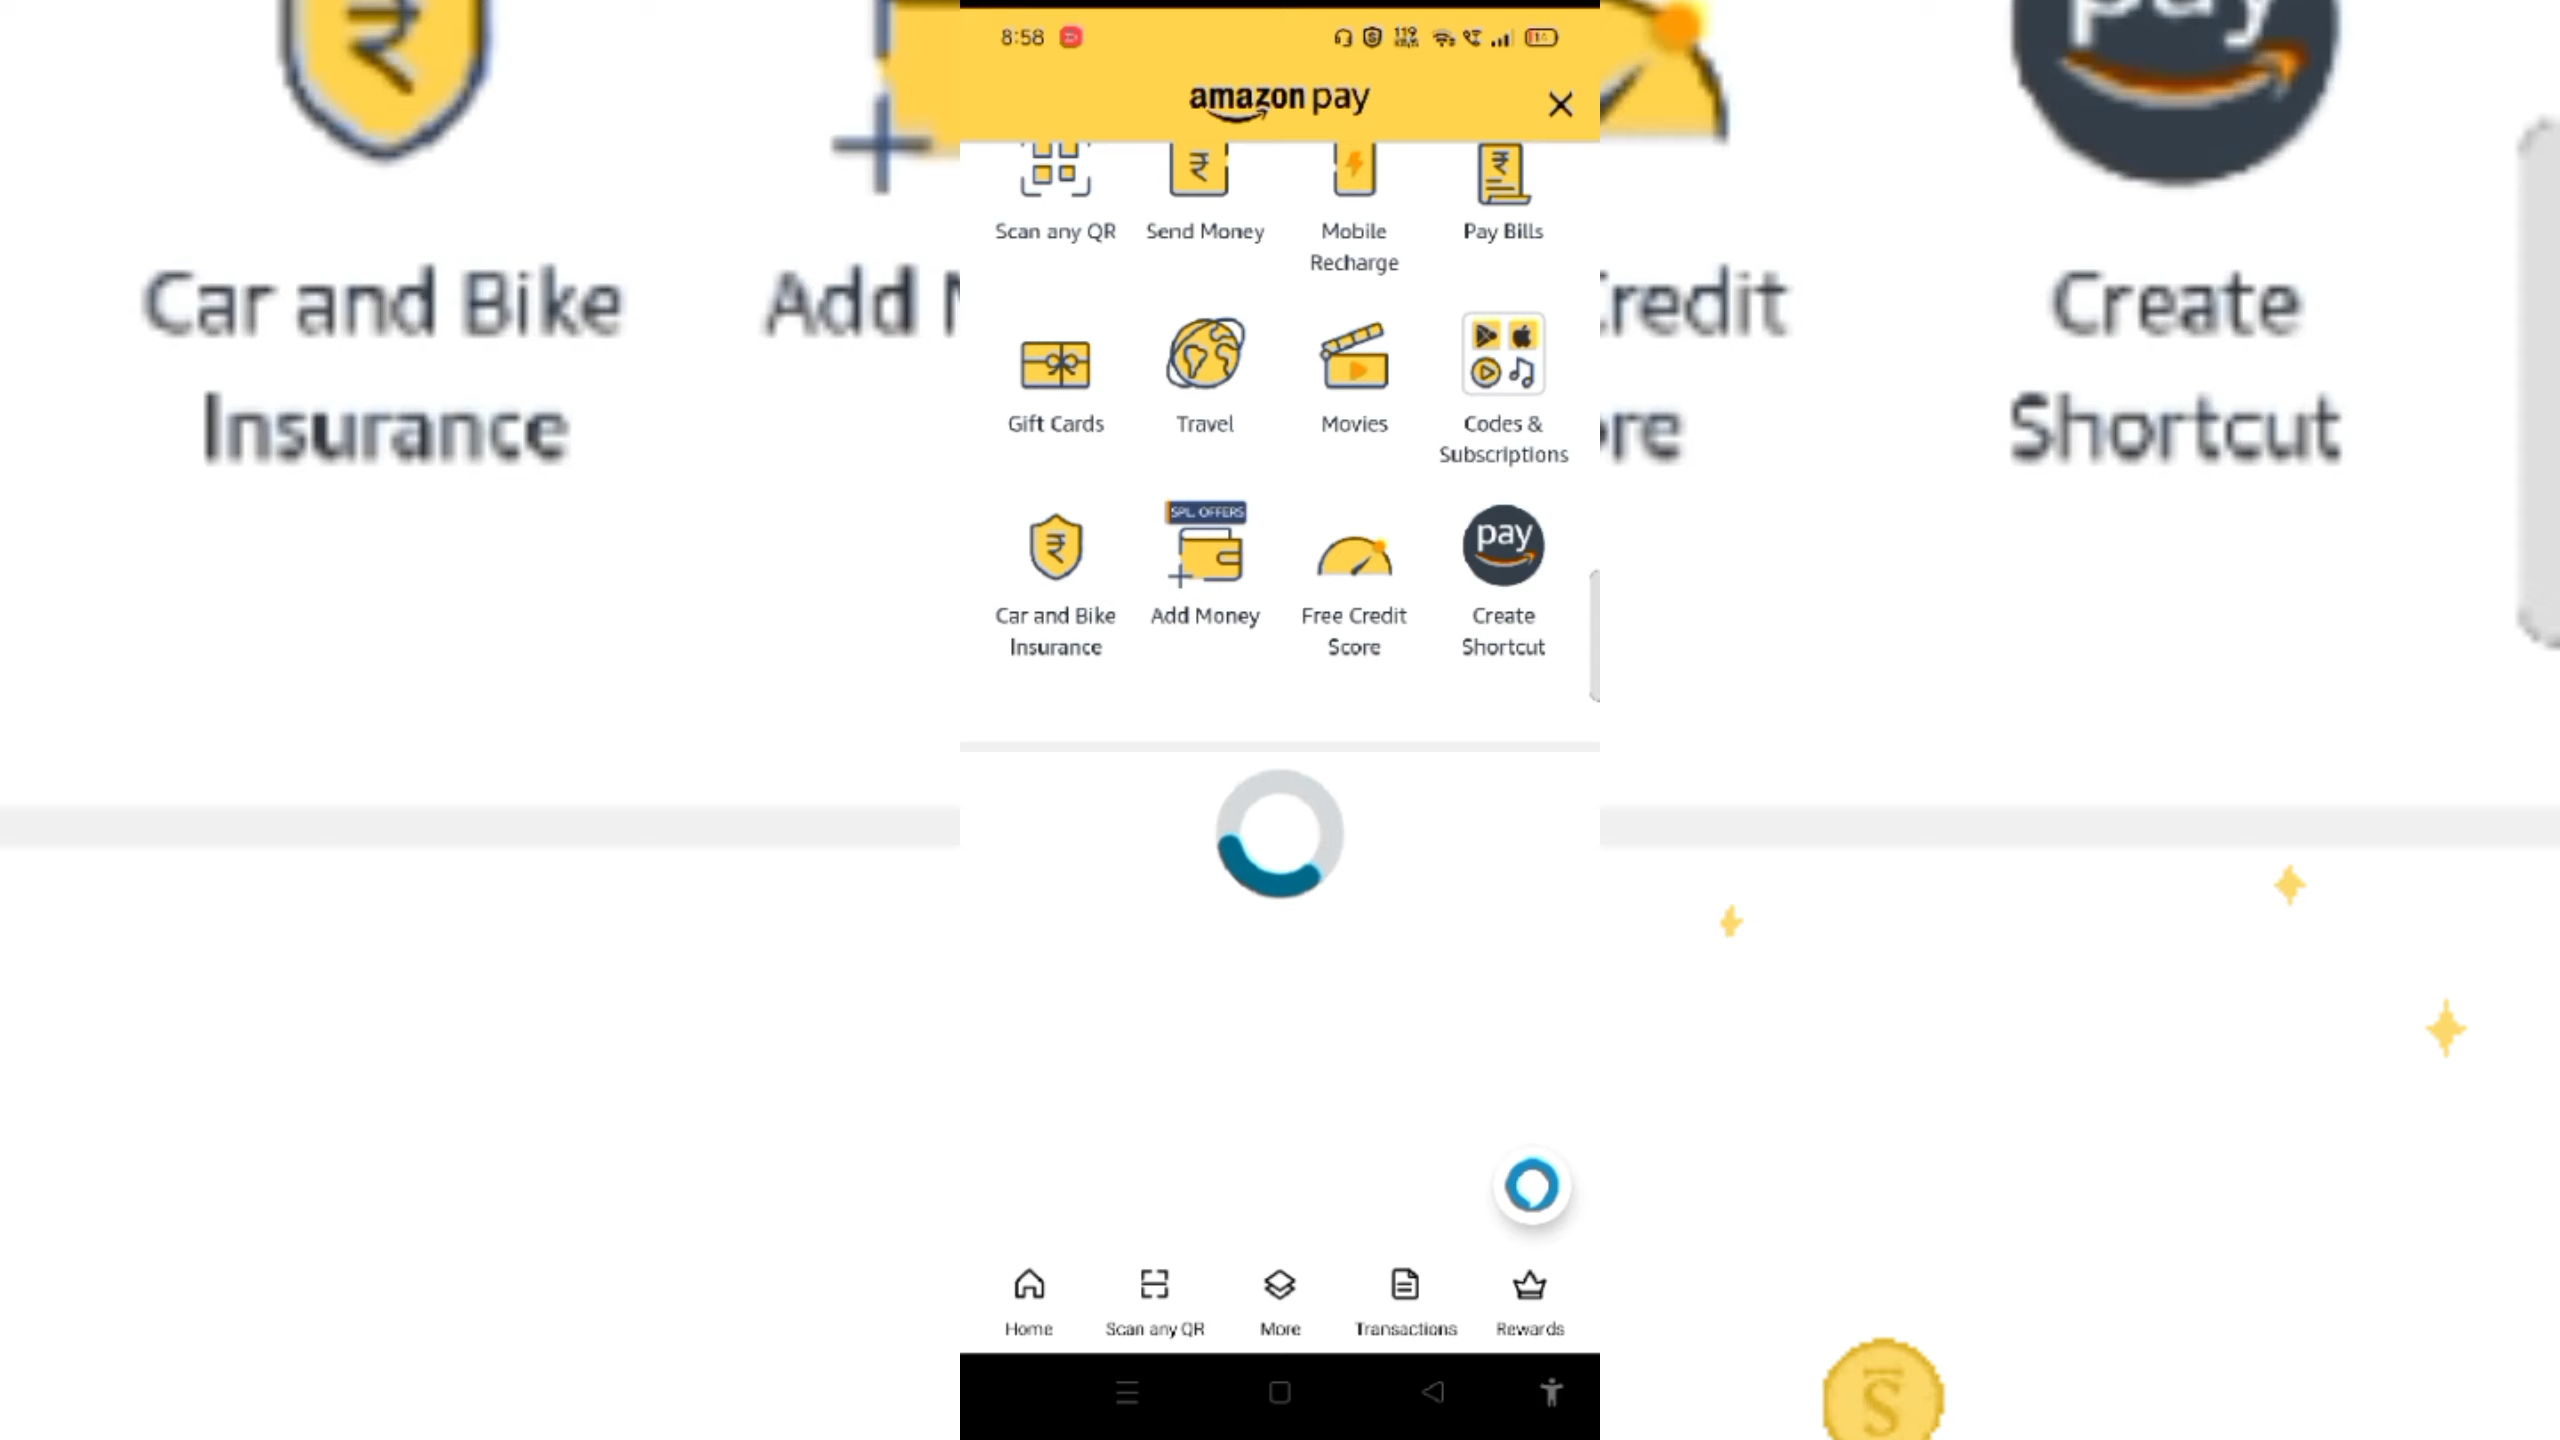 8:58
amazon pay
Scan any QR
Send Money
Mobile
Recharge
Pay Bills
Gift Cards
Travel
Movies
Codes &
Subscriptions
SPL. OFFERS
pay
Car and Bike
Insurance
Add Money
Free Credit
Score
Create
Shortcut
Home
Scan any QR
More
Transactions
Rewards
Car and Bike
Insurance
Add
redit
re
pay
Create
Shortcut